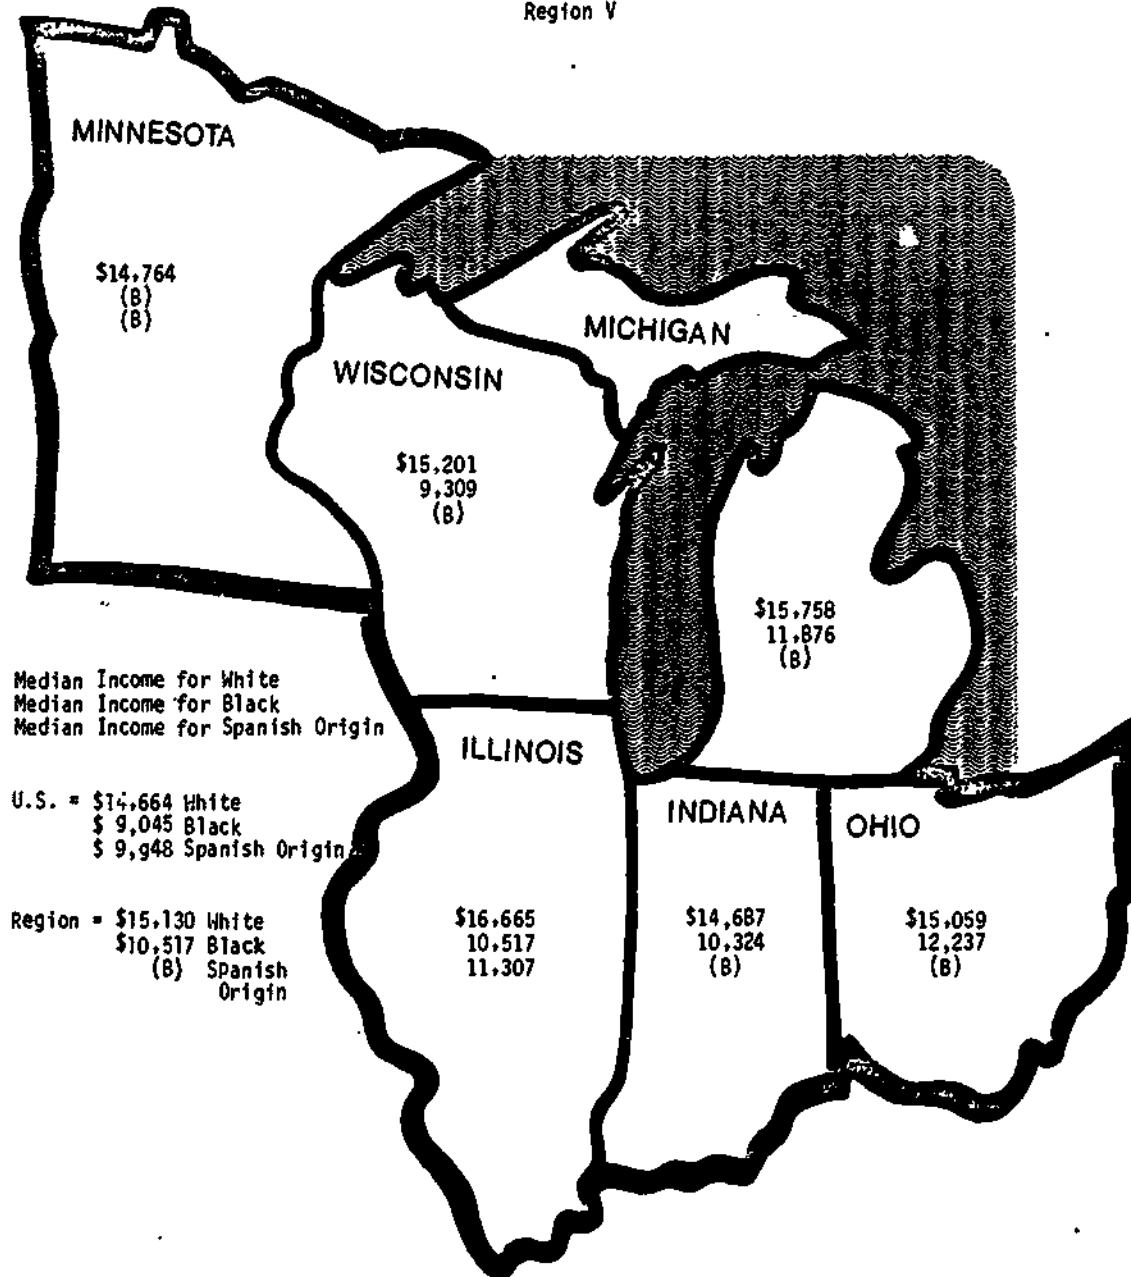 Region V
MINNESOTA
$14,764
(B)
(B)
MICHIGAN
WISCONSIN
$15,201
9,309
(B)
$15,758
11,876
(B)
Median Income for White
Median Income for Black
Median Income for Spanish Origin
ILLINOIS
U.S. = $14,664 White
$ 9,045 Black
$ 9,948 Spanish Origin
INDIANA
OHIO
Region = $15,130 White
$10,517 Black
(B) Spanish
Origin
$16,665
10,517
11,307
$14,687
10,324
(B)
$15,059
12,237
(B)